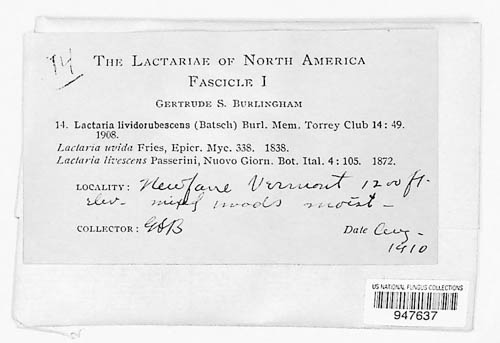 14
THE LACTARIAE OF NORTH AMERICA
FASCICLE I
GERTRUDE S. BURLINGHAM
14. Lactaria lividorubescens (Batsch) Burl. Mem. Torrey Club 14: 49.
1908.
Lactaria uvida Fries, Epicr. Myc. 338. 1838.
Lactaria livescens Passerini, Nuovo Giorn. Bot. Ital. 4: 105. 1872.
LOCALITY: Newfane Vermont 1200 ft.
elev. mixed woods moist –
COLLECTOR: GSB Date Aug –
1910
US NATIONAL FUNGUS COLLECTIONS
947637